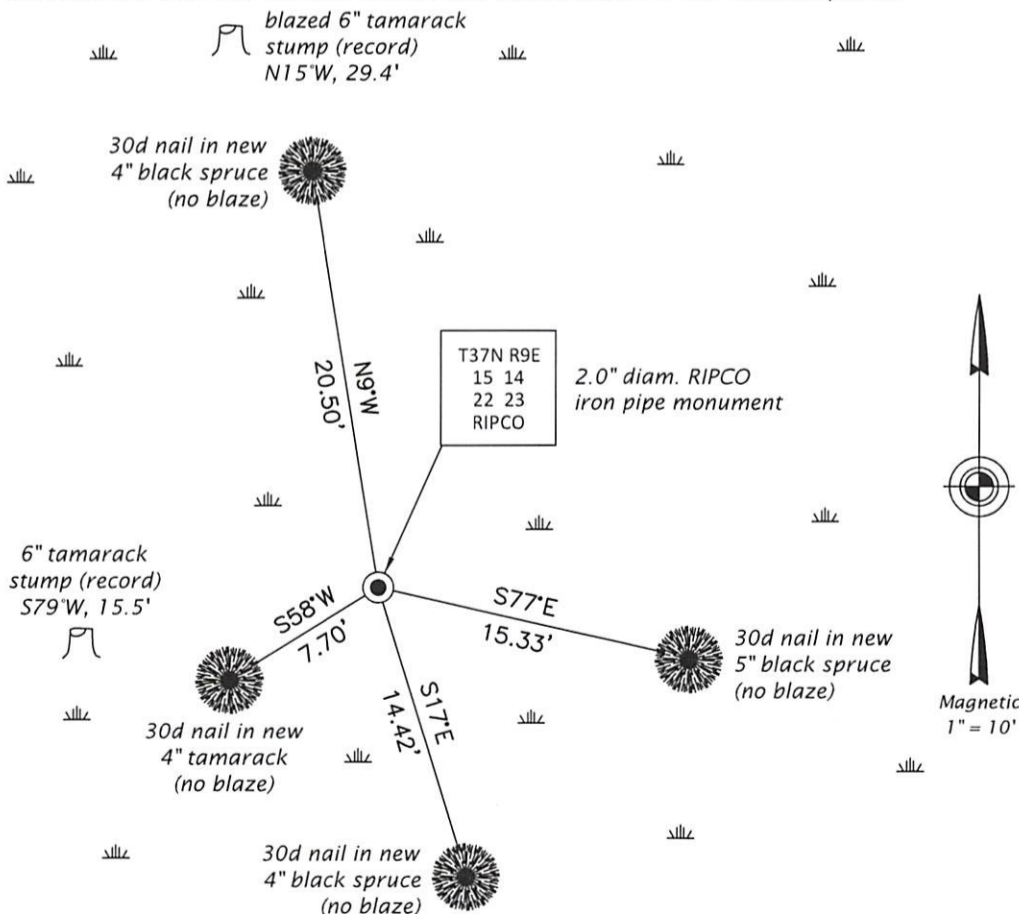 blazed 6" tamarack
stump (record)
N15°W, 29.4'
30d nail in new
4" black spruce
(no blaze)
N9°W
20.50'
T37N R9E
15 14
22 23
RIPCO
2.0" diam. RIPCO
iron pipe monument
6" tamarack
stump (record)
S79°W, 15.5'
S58°W
7.70'
S77°E
15.33'
30d nail in new
5" black spruce
(no blaze)
S17°E
14.42'
30d nail in new
4" tamarack
(no blaze)
Magnetic
1" = 10'
30d nail in new
4" black spruce
(no blaze)